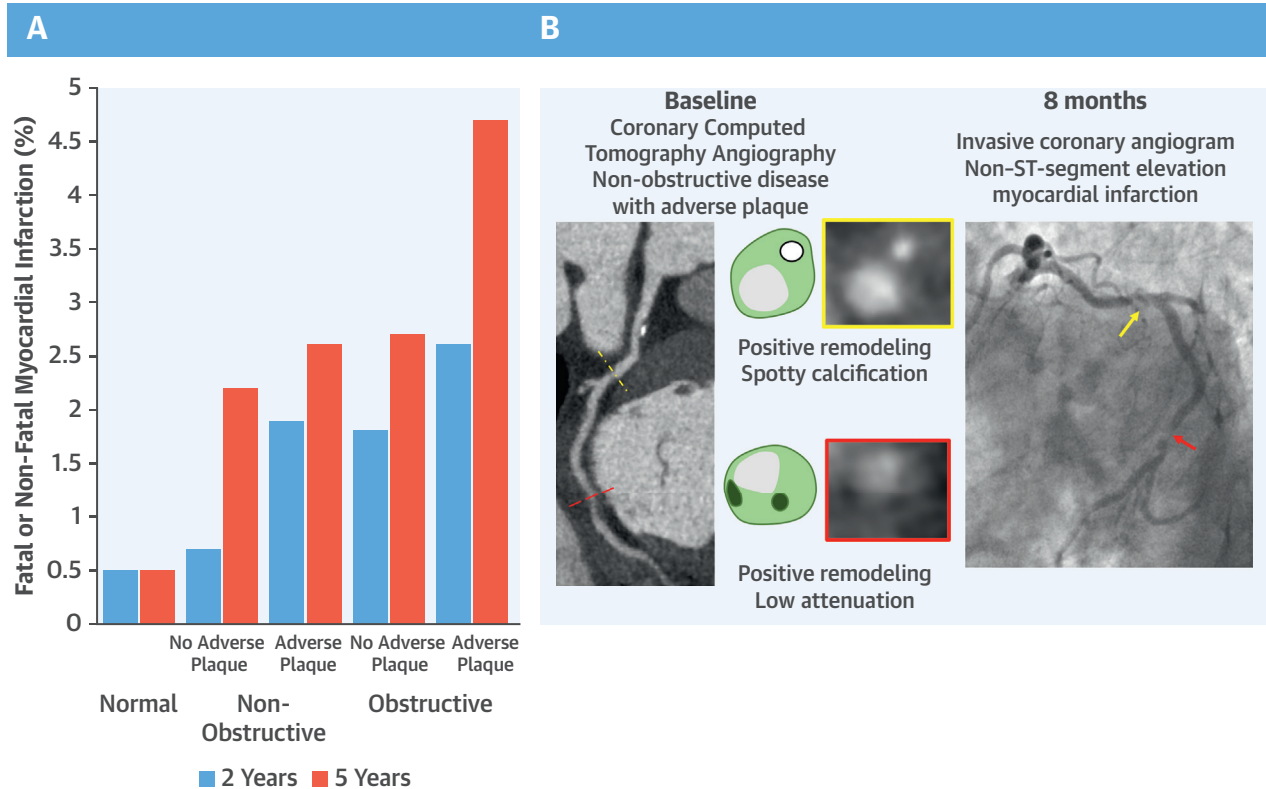 A
B
Fatal or Non-Fatal Myocardial Infarction (%)
5
4.5
4
3.5
3
2.5
2
1.5
1
0.5
0
No Adverse
Plaque
Adverse
Plaque
No Adverse
Plaque
Adverse
Plaque
Normal
Non-
Obstructive
Obstructive
2 Years
5 Years
Baseline
Coronary Computed
Tomography Angiography
Non-obstructive disease
with adverse plaque
Positive remodeling
Spotty calcification
Positive remodeling
Low attenuation
8 months
Invasive coronary angiogram
Non–ST-segment elevation
myocardial infarction